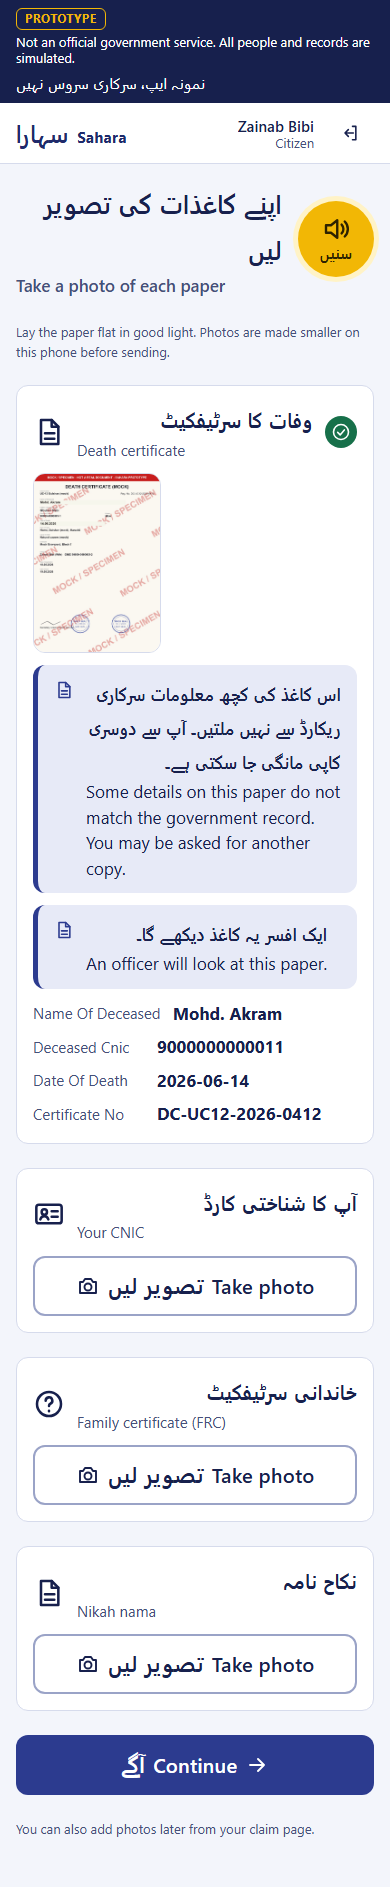 PROTOTYPE
Not an official government service. All people and records are
simulated.
نمونہ ایپ، سرکاری سروس نہیں
سہارا Sahara
Zainab Bibi
Citizen
اپنے کاغذات کی تصویر
لیں
سنیں
Take a photo of each paper
Lay the paper flat in good light. Photos are made smaller on
this phone before sending.
وفات کا سرٹیفکیٹ
Death certificate
DEATH CERTIFICATE (MOCK)
MOCK / SPECIMEN
اس کاغذ کی کچھ معلومات سرکاری
ریکارڈ سے نہیں ملتیں۔ آپ سے دوسری
کاپی مانگی جا سکتی ہے۔
Some details on this paper do not
match the government record.
You may be asked for another
copy.
ایک افسر یہ کاغذ دیکھے گا۔
An officer will look at this paper.
Name Of Deceased Mohd. Akram
Deceased Cnic 9000000000011
Date Of Death 2026-06-14
Certificate No DC-UC12-2026-0412
آپ کا شناختی کارڈ
Your CNIC
تصویر لیں Take photo
خاندانی سرٹیفکیٹ
Family certificate (FRC)
تصویر لیں Take photo
نکاح نامہ
Nikah nama
تصویر لیں Take photo
آگے Continue
You can also add photos later from your claim page.